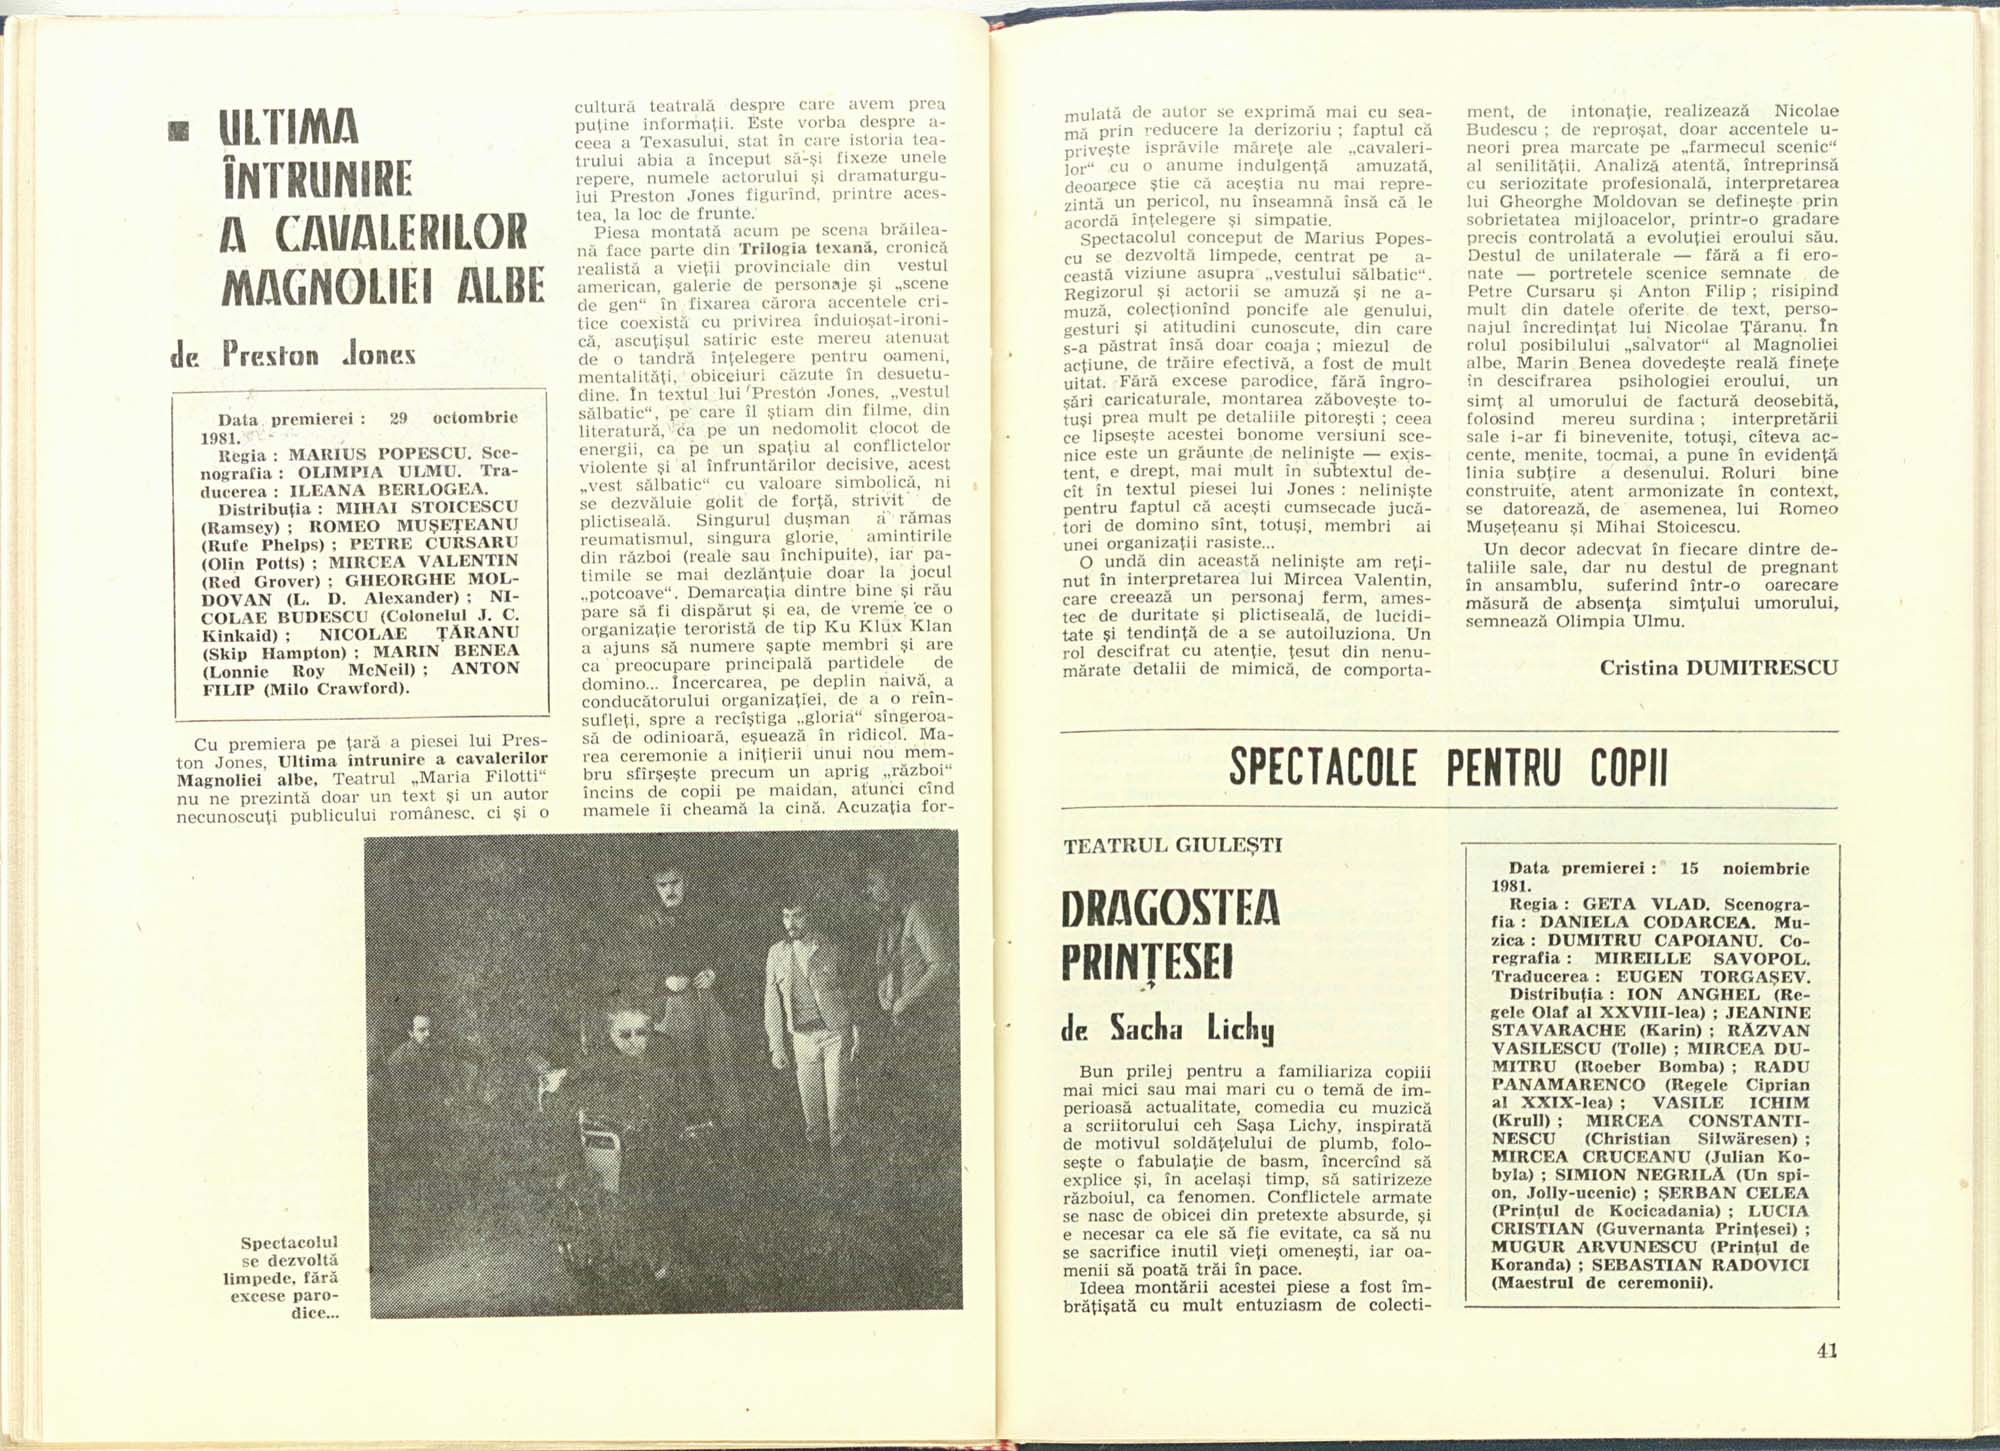 ■ ULTIMA
ÎNTRUNIRE
A CAVALERILOR
MAGNOLIEI ALBE
de Preston Jones
Data premierei : 29 octombrie
1981.
Regia : MARIUS POPESCU. Sce-
nografia : OLIMPIA ULMU. Tra-
ducerea : ILEANA BERLOGEA.
Distribuția : MIHAI STOICESCU
(Ramsey) ; ROMEO MUȘEȚEANU
(Rufe Phelps) ; PETRE CURSARU
(Olin Potts) ; MIRCEA VALENTIN
(Red Grover) ; GHEORGHE MOL-
DOVAN (L. D. Alexander) ; NI-
COLAE BUDESCU (Colonelul J. C.
Kinkaid) ; NICOLAE ȚĂRANU
(Skip Hampton) ; MARIN BENEA
(Lonnie Roy McNeil) ; ANTON
FILIP (Milo Crawford).
Cu premiera pe țară a piesei lui Pres-
ton Jones, Ultima întrunire a cavalerilor
Magnoliei albe, Teatrul „Maria Filotti“
nu ne prezintă doar un text și un autor
necunoscuți publicului românesc, ci și o
cultură teatrală despre care avem prea
puține informații. Este vorba despre a-
ceea a Texasului, stat în care istoria tea-
trului abia a început să-și fixeze unele
repere, numele actorului și dramaturgu-
lui Preston Jones figurînd, printre aces-
tea, la loc de frunte.
Piesa montată acum pe scena brăilea-
nă face parte din Trilogia texană, cronică
realistă a vieții provinciale din vestul
american, galerie de personaje și „scene
de gen“ în fixarea cărora accentele cri-
tice coexistă cu privirea înduioșat-ironi-
că, ascuțișul satiric este mereu atenuat
de o tandră înțelegere pentru oameni,
mentalități, obiceiuri căzute în desuetu-
dine. În textul lui Preston Jones, „vestul
sălbatic“, pe care îl știam din filme, din
literatură, ca pe un nedomolit clocot de
energii, ca pe un spațiu al conflictelor
violente și al înfruntărilor decisive, acest
„vest sălbatic“ cu valoare simbolică, ni
se dezvăluie golit de forță, strivit de
plictiseală. Singurul dușman a rămas
reumatismul, singura glorie, amintirile
din război (reale sau închipuite), iar pa-
timile se mai dezlănțuie doar la jocul
„potcoave“. Demarcația dintre bine și rău
pare să fi dispărut și ea, de vreme ce o
organizație teroristă de tip Ku Klux Klan
a ajuns să numere șapte membri și are
ca preocupare principală partidele de
domino... Încercarea, pe deplin naivă, a
conducătorului organizației, de a o reîn-
sufleți, spre a recîștiga „gloria“ sîngeroa-
să de odinioară, eșuează în ridicol. Ma-
rea ceremonie a inițierii unui nou mem-
bru sfîrșește precum un aprig „război“
încins de copii pe maidan, atunci cînd
mamele îi cheamă la cină. Acuzația for-
Spectacolul
se dezvoltă
limpede, fără
excese paro-
dice...
mulată de autor se exprimă mai cu sea-
mă prin reducere la derizoriu ; faptul că
privește isprăvile mărețe ale „cavaleri-
lor“ cu o anume indulgență amuzată,
deoarece știe că aceștia nu mai repre-
zintă un pericol, nu înseamnă însă că le
acordă înțelegere și simpatie.
Spectacolul conceput de Marius Popes-
cu se dezvoltă limpede, centrat pe a-
ceastă viziune asupra „vestului sălbatic“.
Regizorul și actorii se amuză și ne a-
muză, colecționînd poncife ale genului,
gesturi și atitudini cunoscute, din care
s-a păstrat însă doar coaja ; miezul de
acțiune, de trăire efectivă, a fost de mult
uitat. Fără excese parodice, fără îngro-
șări caricaturale, montarea zăbovește to-
tuși prea mult pe detaliile pitorești ; ceea
ce lipsește acestei bonome versiuni sce-
nice este un grăunte de neliniște — exis-
tent, e drept, mai mult în subtextul de-
cît în textul piesei lui Jones : neliniște
pentru faptul că acești cumsecade jucă-
tori de domino sînt, totuși, membri ai
unei organizații rasiste...
O undă din această neliniște am reți-
nut în interpretarea lui Mircea Valentin,
care creează un personaj ferm, ames-
tec de duritate și plictiseală, de lucidi-
tate și tendință de a se autoiluziona. Un
rol descifrat cu atenție, țesut din nenu-
mărate detalii de mimică, de comporta-
ment, de intonație, realizează Nicolae
Budescu ; de reproșat, doar accentele u-
neori prea marcate pe „farmecul scenic“
al senilității. Analiză atentă, întreprinsă
cu seriozitate profesională, interpretarea
lui Gheorghe Moldovan se definește prin
sobrietatea mijloacelor, printr-o gradare
precis controlată a evoluției eroului său.
Destul de unilaterale — fără a fi ero-
nate — portretele scenice semnate de
Petre Cursaru și Anton Filip ; risipind
mult din datele oferite de text, perso-
najul încredințat lui Nicolae Țăranu. În
rolul posibilului „salvator“ al Magnoliei
albe, Marin Benea dovedește reală finețe
în descifrarea psihologiei eroului, un
simț al umorului de factură deosebită,
folosind mereu surdina ; interpretării
sale i-ar fi binevenite, totuși, cîteva ac-
cente, menite, tocmai, a pune în evidență
linia subțire a desenului. Roluri bine
construite, atent armonizate în context,
se datorează, de asemenea, lui Romeo
Mușețeanu și Mihai Stoicescu.
Un decor adecvat în fiecare dintre de-
taliile sale, dar nu destul de pregnant
în ansamblu, suferind într-o oarecare
măsură de absența simțului umorului,
semnează Olimpia Ulmu.
Cristina DUMITRESCU
SPECTACOLE PENTRU COPII
TEATRUL GIULEȘTI
DRAGOSTEA
PRINȚESEI
de Sacha Lichy
Bun prilej pentru a familiariza copiii
mai mici sau mai mari cu o temă de im-
perioasă actualitate, comedia cu muzică
a scriitorului ceh Sașa Lichy, inspirată
de motivul soldățelului de plumb, folo-
sește o fabulație de basm, încercînd să
explice și, în același timp, să satirizeze
războiul, ca fenomen. Conflictele armate
se nasc de obicei din pretexte absurde, și
e necesar ca ele să fie evitate, ca să nu
se sacrifice inutil vieți omenești, iar oa-
menii să poată trăi în pace.
Ideea montării acestei piese a fost îm-
brățișată cu mult entuziasm de colecti-
Data premierei : 15 noiembrie
1981.
Regia : GETA VLAD. Scenogra-
fia : DANIELA CODARCEA. Mu-
zica : DUMITRU CAPOIANU. Co-
regrafia : MIREILLE SAVOPOL.
Traducerea : EUGEN TORGAȘEV.
Distribuția : ION ANGHEL (Re-
gele Olaf al XXVIII-lea) ; JEANINE
STAVARACHE (Karin) ; RĂZVAN
VASILESCU (Tolle) ; MIRCEA DU-
MITRU (Roeber Bomba) ; RADU
PANAMARENCO (Regele Ciprian
al XXIX-lea) ; VASILE ICHIM
(Krull) ; MIRCEA CONSTANTI-
NESCU (Christian Silwäresen) ;
MIRCEA CRUCEANU (Julian Ko-
byla) ; SIMION NEGRILĂ (Un spi-
on, Jolly-ucenic) ; ȘERBAN CELEA
(Prințul de Kocicadania) ; LUCIA
CRISTIAN (Guvernanta Prințesei) ;
MUGUR ARVUNESCU (Prințul de
Koranda) ; SEBASTIAN RADOVICI
(Maestrul de ceremonii).
41